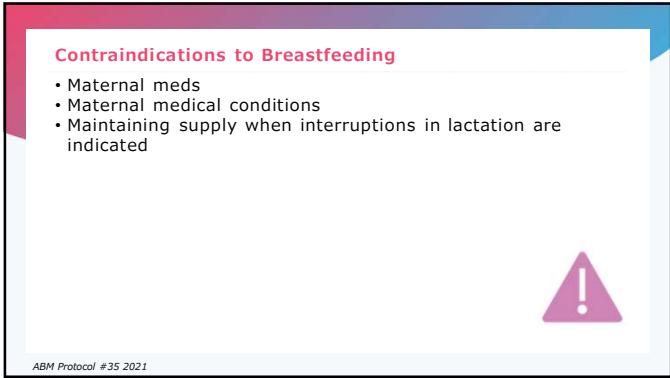 Contraindications to Breastfeeding
• Maternal meds
• Maternal medical conditions
• Maintaining supply when interruptions in lactation are
indicated
ABM Protocol #35 2021